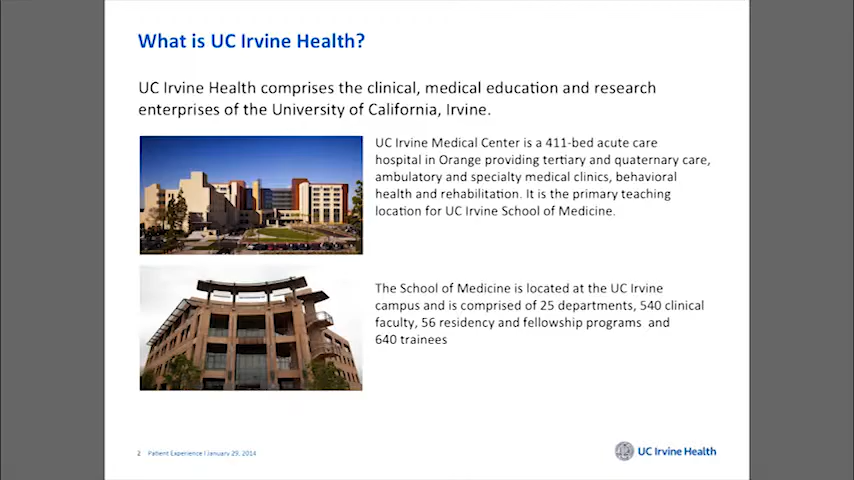 What is UC Irvine Health?
UC Irvine Health comprises the clinical, medical education and research
enterprises of the University of California, Irvine.
UC Irvine Medical Center is a 411-bed acute care
hospital in Orange providing tertiary and quaternary care,
ambulatory and specialty medical clinics, behavioral
health and rehabilitation. It is the primary teaching
location for UC Irvine School of Medicine.
The School of Medicine is located at the UC Irvine
campus and is comprised of 25 departments, 540 clinical
faculty, 56 residency and fellowship programs and
640 trainees
2 Patient Experience | January 29, 2014
UC Irvine Health